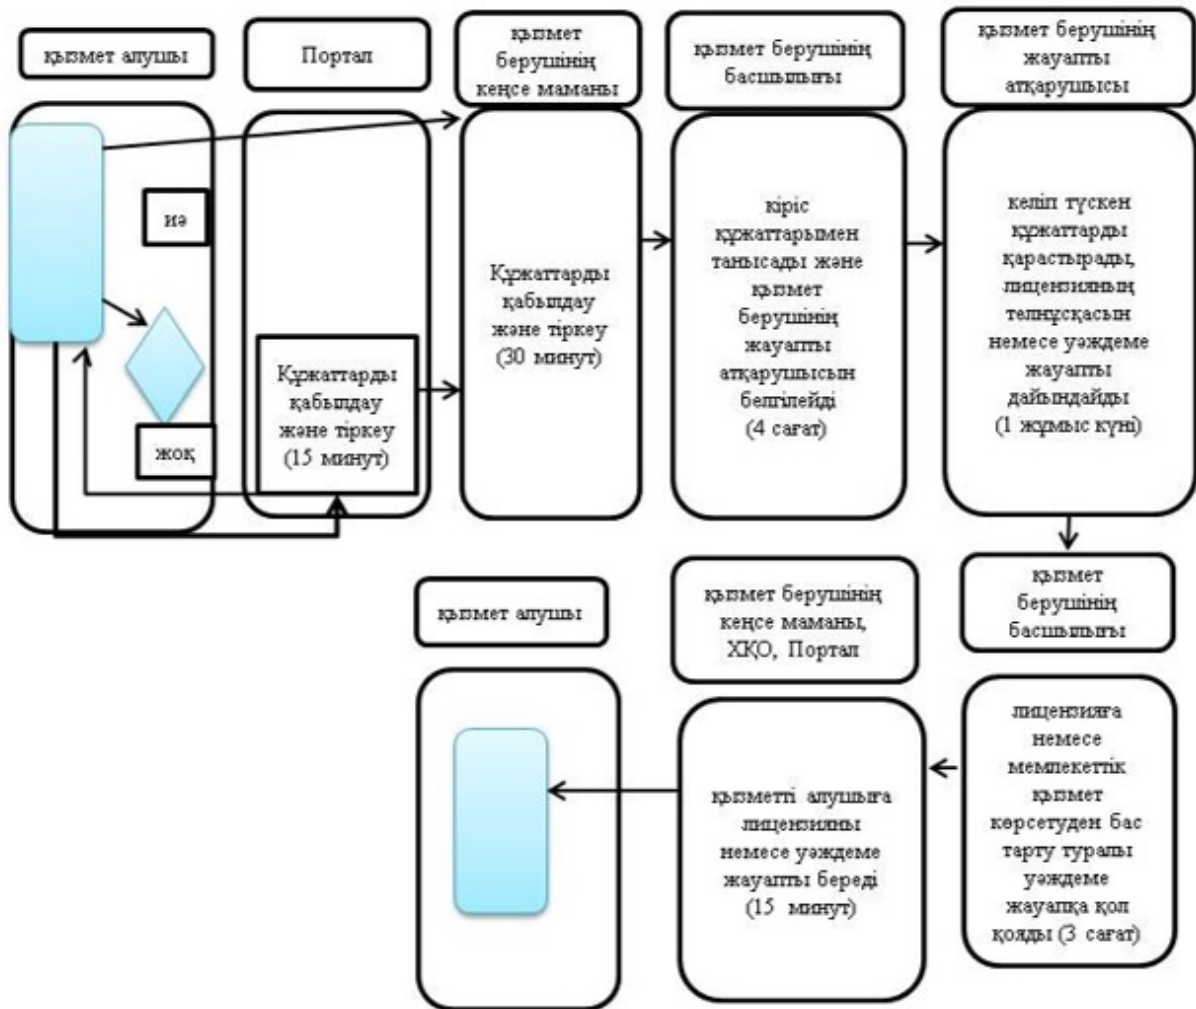 қызмет алушы
Портал
қызмет
берушінің
кеңсе маманы
қызмет берушінің
басшылығы
қызмет берушінің
жауапты
атқарушысы
иә
жоқ
Құжаттарды
қабылдау
және тіркеу
(15 минут)
Құжаттарды
қабылдау
және тіркеу
(30 минут)
кіріс
құжаттарымен
танысады және
қызмет
берушінің
жауапты
атқарушысын
белгілейді
(4 сағат)
келіп түскен
құжаттарды
қарастырады,
лицензияның
телнұсқасын
немесе уәждеме
жауапты
дайындайды
(1 жұмыс күні)
қызмет
берушінің
басшылығы
лицензияға
немесе
мемлекеттік
қызмет
көрсетуден бас
тарту туралы
уәждеме
жауапқа қол
қояды (3 сағат)
қызмет берушінің
кеңсе маманы,
ХҚО, Портал
қызметті алушыға
лицензияны
немесе уәждеме
жауапты береді
(15 минут)
қызмет алушы